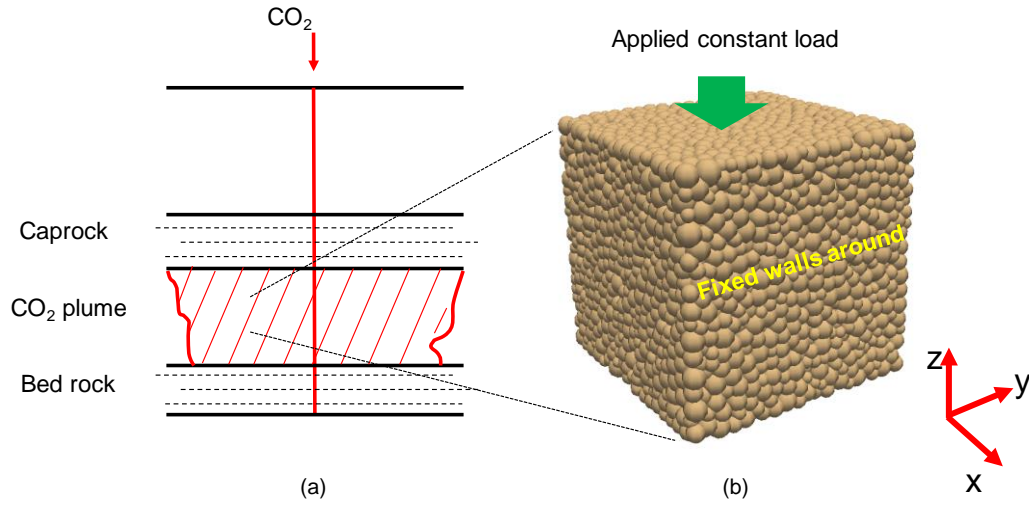 CO₂
Applied constant load
Caprock
CO₂ plume
Bed rock
Fixed walls around
z
y
x
(a)
(b)